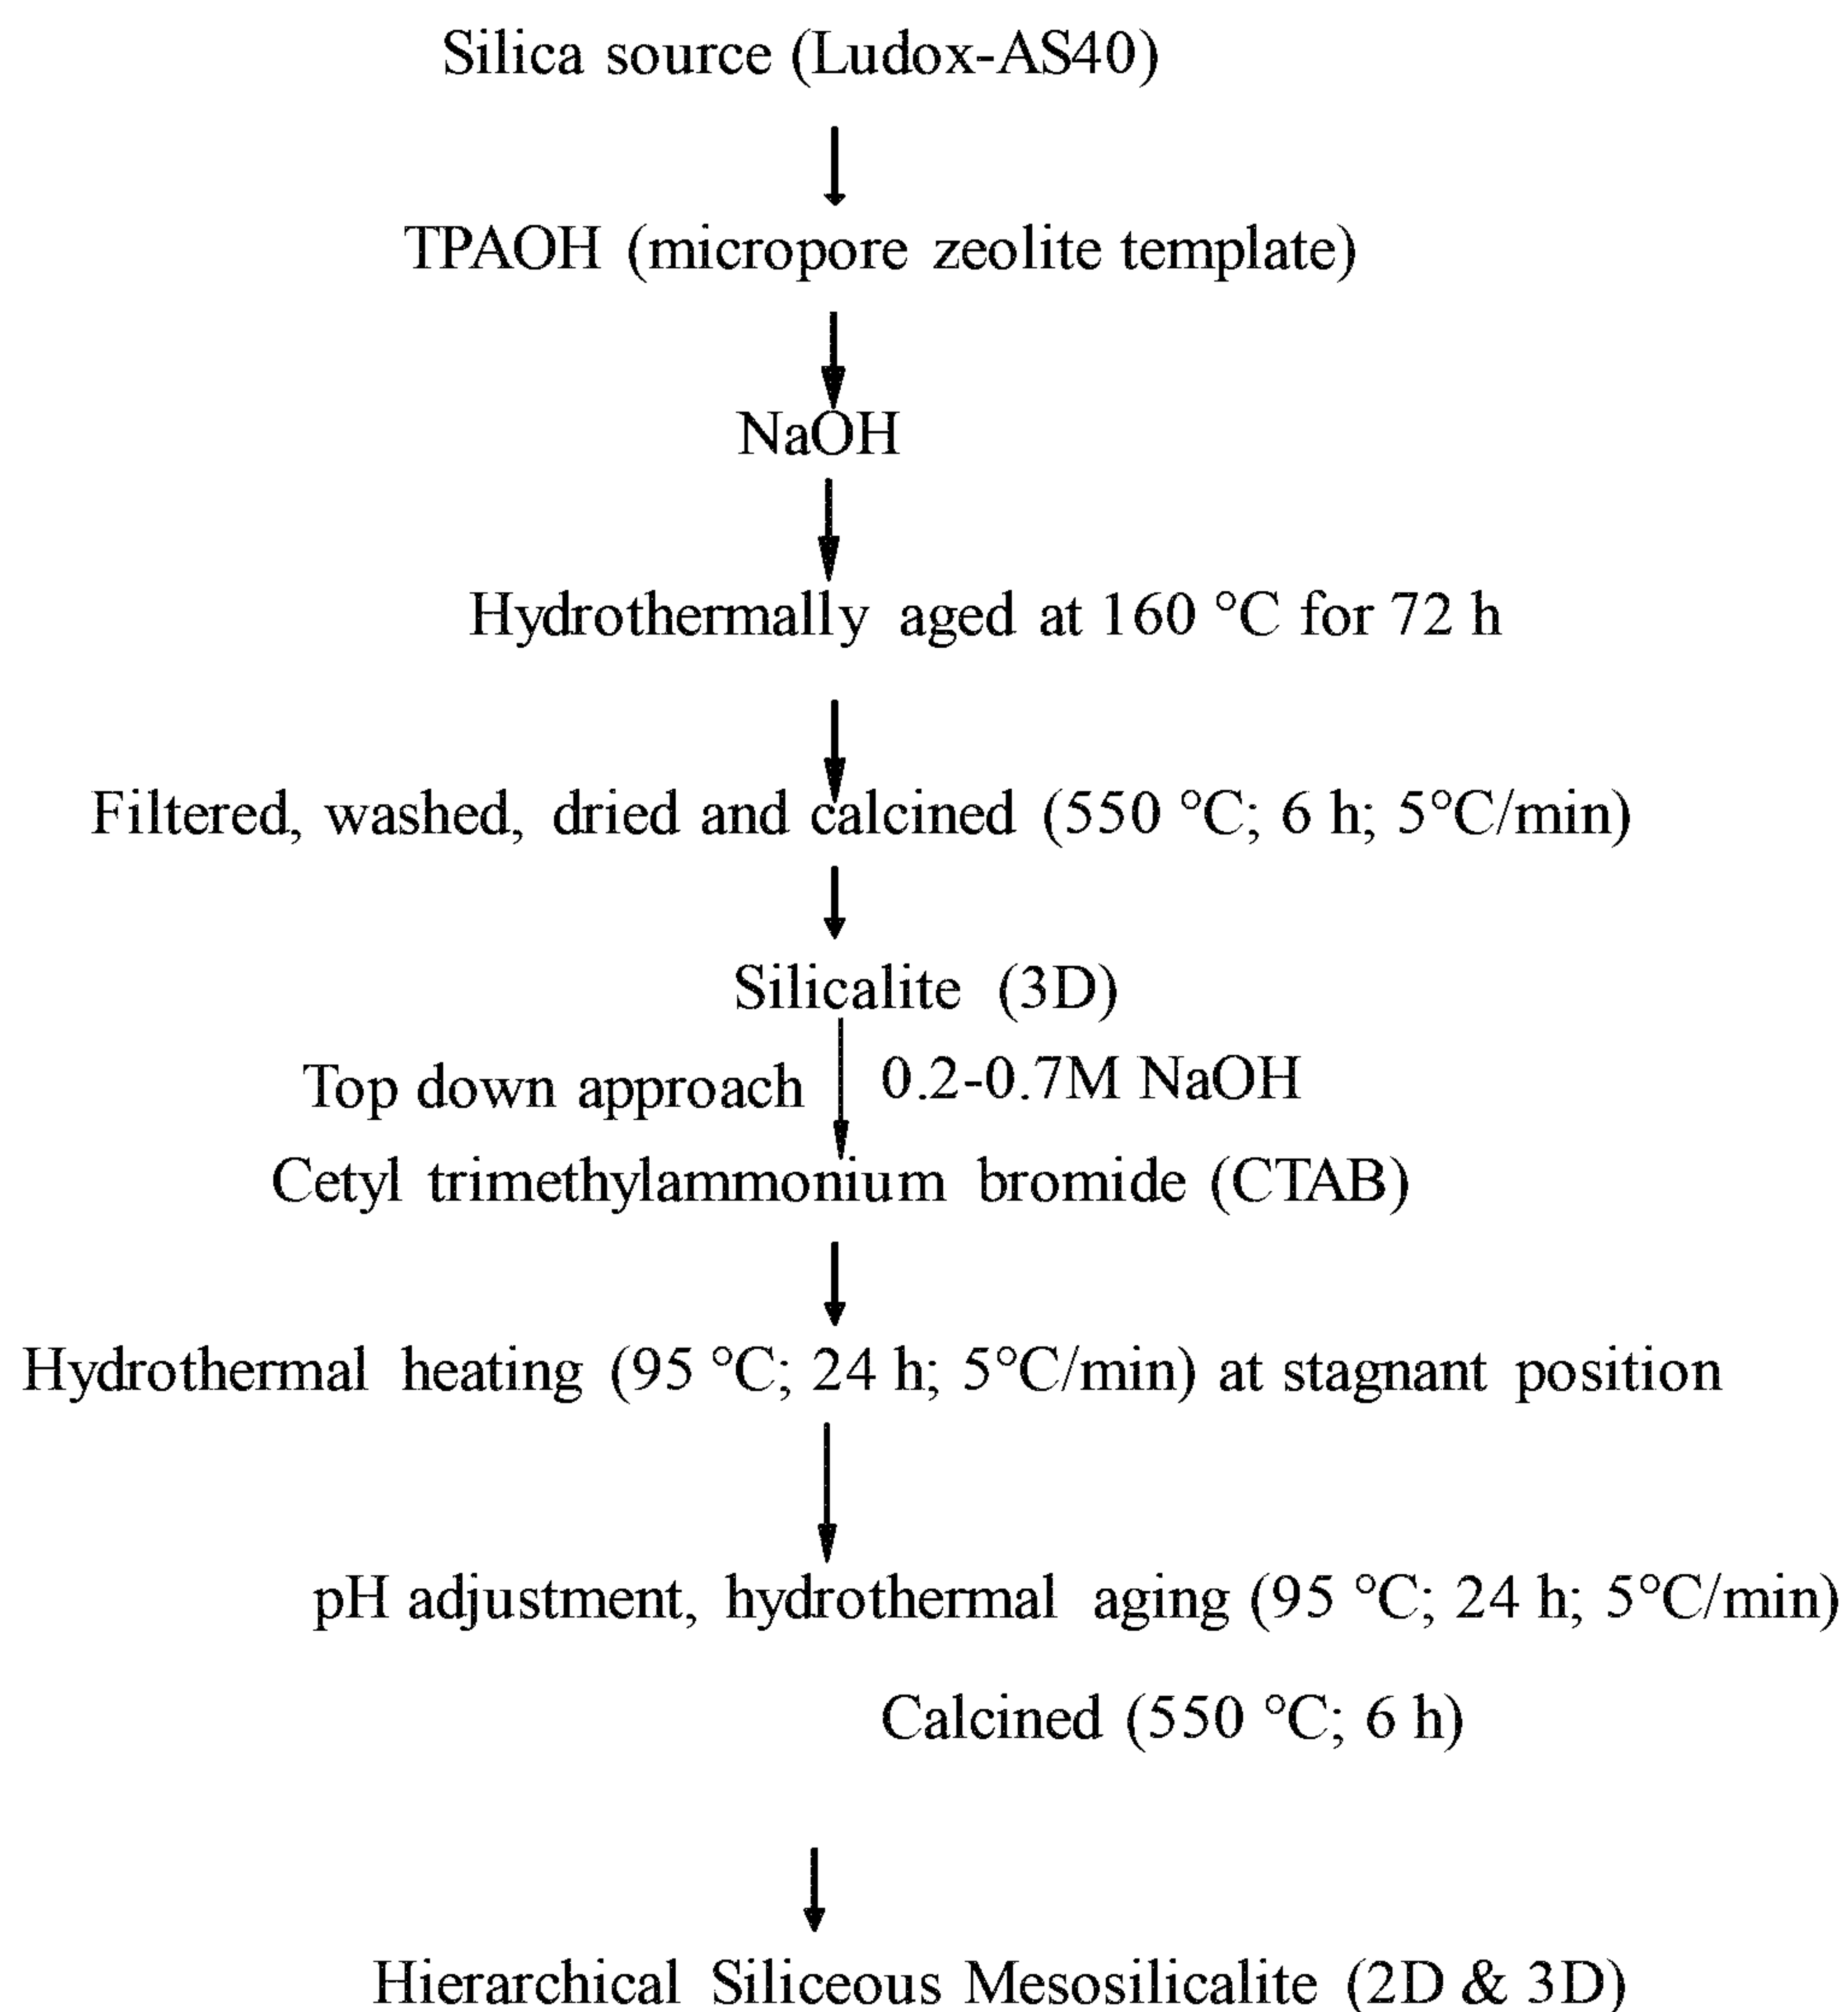 Silica source (Ludox-AS40)
TPAOH (micropore zeolite template)
NaOH
Hydrothermally aged at 160 °C for 72 h
Filtered, washed, dried and calcined (550 °C; 6 h; 5°C/min)
Silicalite (3D)
Top down approach 0.2-0.7M NaOH
Cetyl trimethylammonium bromide (CTAB)
Hydrothermal heating (95 °C; 24 h; 5°C/min) at stagnant position
pH adjustment, hydrothermal aging (95 °C; 24 h; 5°C/min)
Calcined (550 °C; 6 h)
Hierarchical Siliceous Mesosilicalite (2D & 3D)